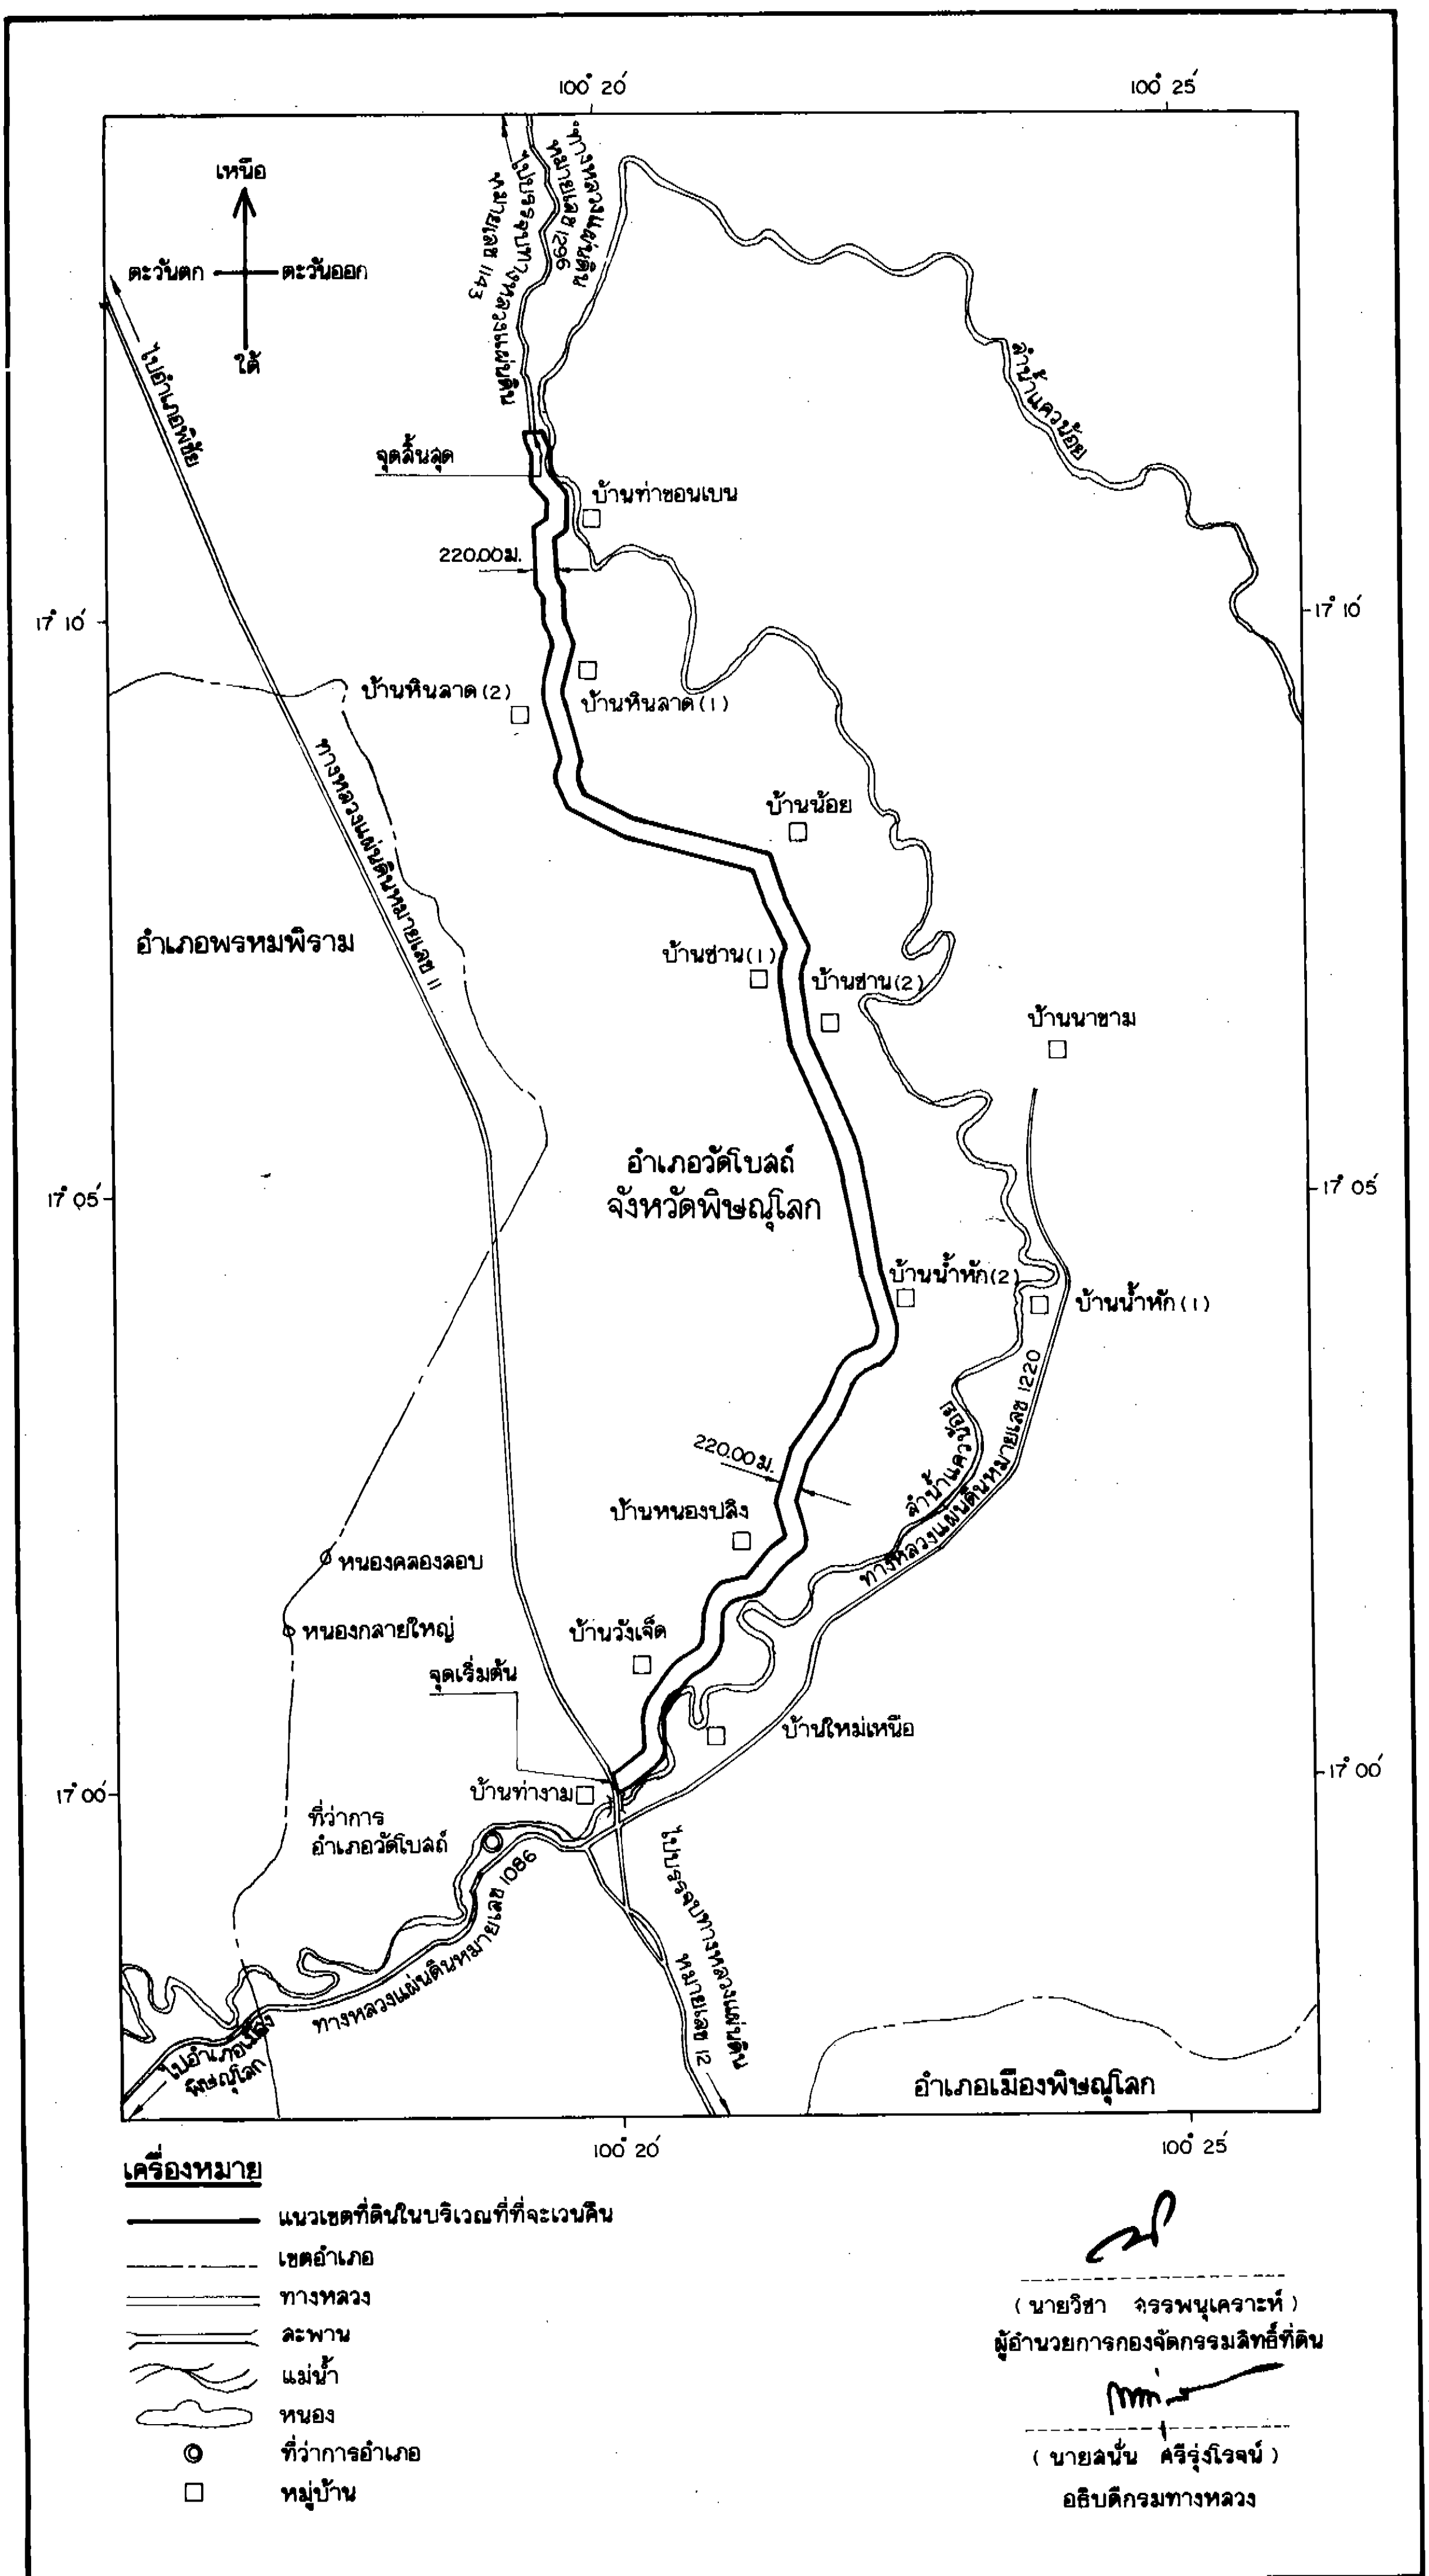 100° 20′
100° 25′
เหนือ
ตะวันตก
ตะวันออก
ใต้
ทางหลวงแผ่นดิน
หมายเลข 1296
ไปบรรจบทางหลวงแผ่นดิน
หมายเลข 1143
ไปอำเภอพิชัย
ลำน้ำแควน้อย
จุดสิ้นสุด
บ้านท่าขอนเบน
220.00ม.
17° 10′
17° 10′
บ้านหินลาด (2)
บ้านหินลาด (1)
ทางหลวงแผ่นดินหมายเลข 11
บ้านน้อย
อำเภอพรหมพิราม
บ้านซ่าน(1)
บ้านซ่าน(2)
บ้านนาขาม
อำเภอวัดโบสถ์
จังหวัดพิษณุโลก
17° 05′
17° 05′
บ้านน้ำหัก(2)
บ้านน้ำหัก(1)
220.00ม.
ลำน้ำแควน้อย
ทางหลวงแผ่นดินหมายเลข 1220
บ้านหนองปลิง
หนองคลองลอบ
หนองกลายใหญ่
บ้านวังเจ็ด
จุดเริ่มต้น
บ้านใหม่เหนือ
17° 00′
17° 00′
บ้านท่างาม
ที่ว่าการ
อำเภอวัดโบสถ์
ทางหลวงแผ่นดินหมายเลข 1086
ไปบรรจบทางหลวงแผ่นดิน
หมายเลข 12
ไปอำเภอเมือง
พิษณุโลก
อำเภอเมืองพิษณุโลก
100° 20′
100° 25′
เครื่องหมาย
แนวเขตที่ดินในบริเวณที่ที่จะเวนคืน
เขตอำเภอ
ทางหลวง
สะพาน
แม่น้ำ
หนอง
ที่ว่าการอำเภอ
หมู่บ้าน
( นายวิชา จรรพนุเคราะห์ )
ผู้อำนวยการกองจัดกรรมสิทธิ์ที่ดิน
( นายสนั่น ศรีรุ่งโรจน์ )
อธิบดีกรมทางหลวง